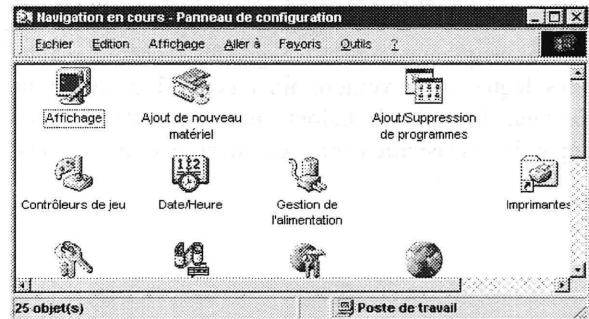 Navigation en cours - Panneau de configuration
Fichier Edition Affichage Aller à Favoris Outils ?
Affichage
Ajout de nouveau
matériel
Ajout/Suppression
de programmes
Contrôleurs de jeu
Date/Heure
Gestion de
l'alimentation
Imprimantes
25 objet(s)
Poste de travail